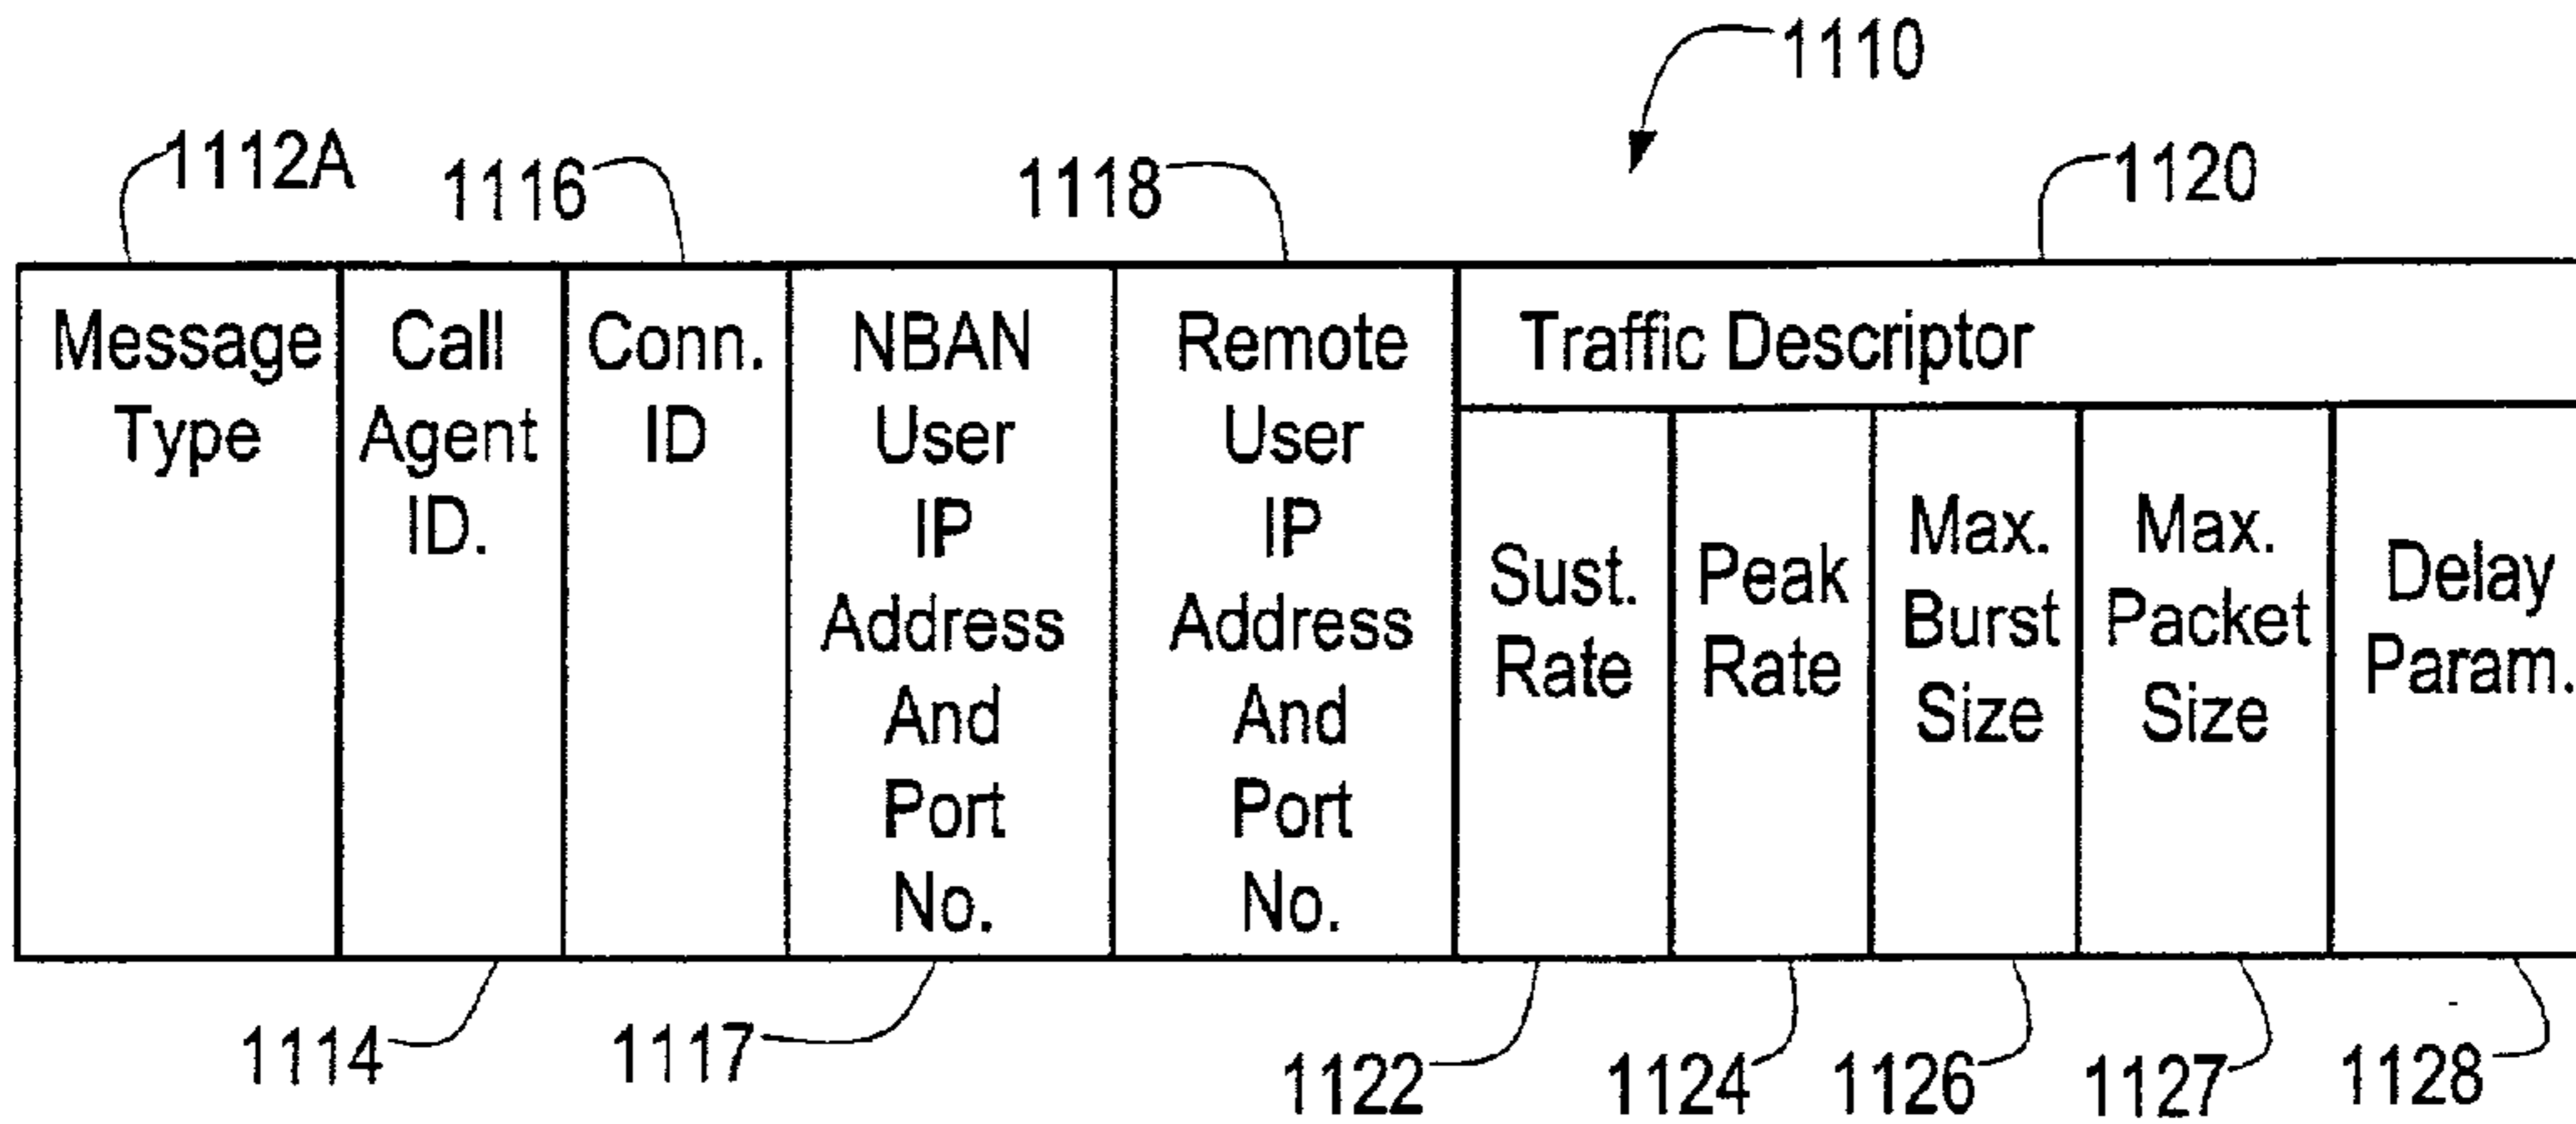 1110
1112A
1116
1118
1120
Message
Type
Call
Agent
ID.
Conn.
ID
NBAN
User
IP
Address
And
Port
No.
Remote
User
IP
Address
And
Port
No.
Traffic Descriptor
Sust.
Rate
Peak
Rate
Max.
Burst
Size
Max.
Packet
Size
Delay
Param.
1114
1117
1122
1124
1126
1127
1128